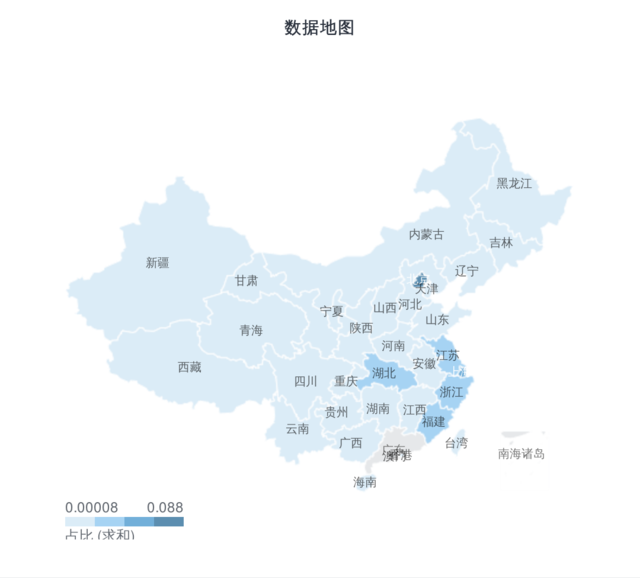 数据地图
黑龙江
内蒙古
吉林
新疆
辽宁
甘肃
天津
河北
宁夏
山西
山东
陕西
青海
河南
江苏
安徽
西藏
湖北
四川
重庆
浙江
贵州
湖南
江西
福建
云南
广西
台湾
广东
香港
澳门
南海诸岛
海南
0.00008 0.088
占比 (求和)